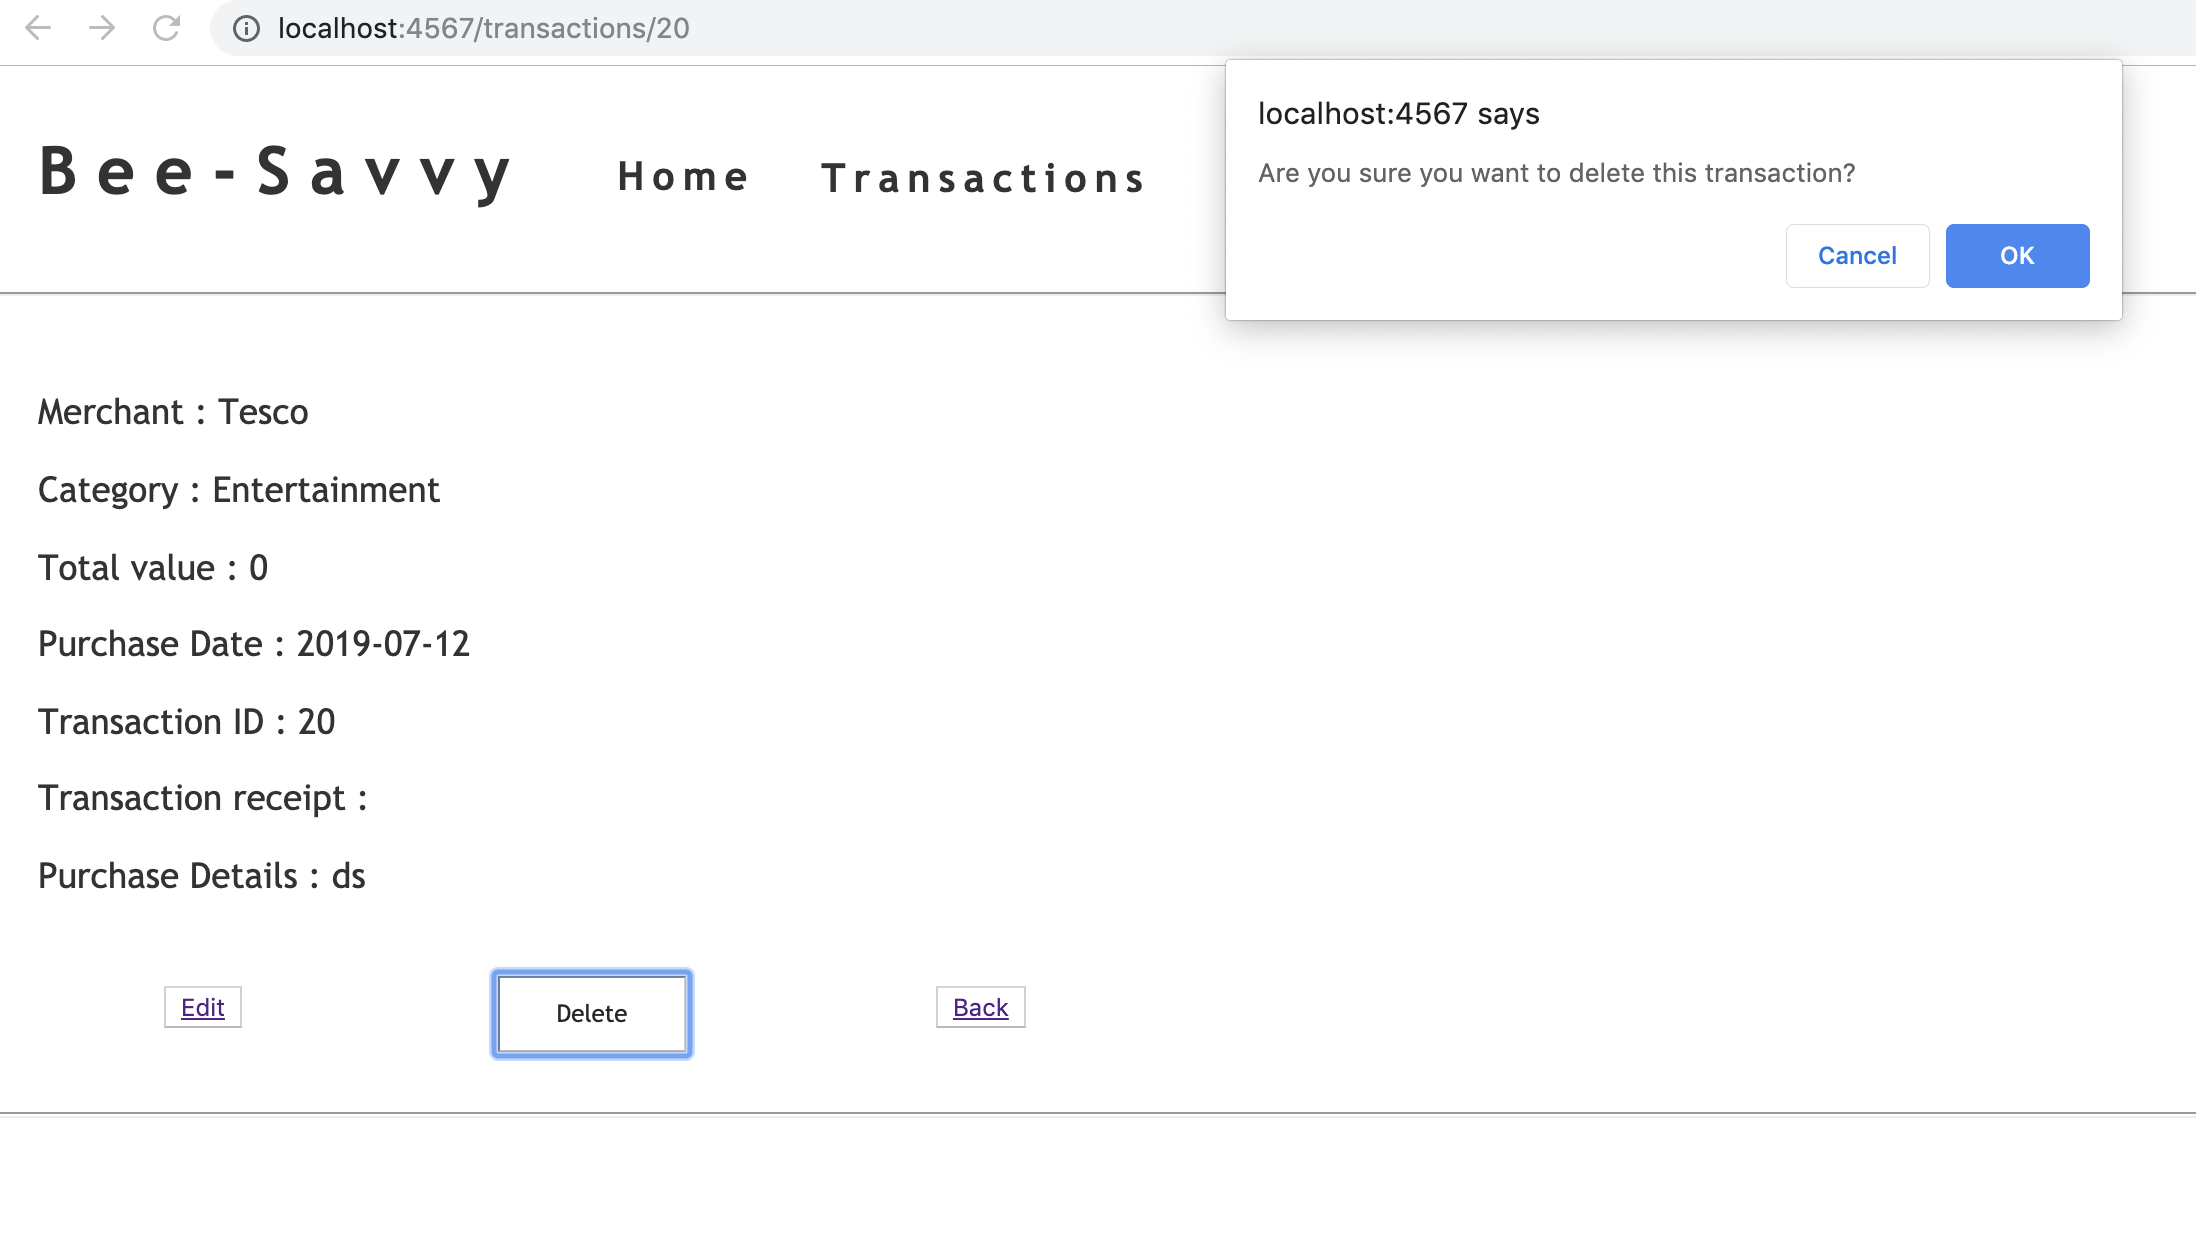 localhost:4567/transactions/20
localhost:4567 says
Are you sure you want to delete this transaction?
Cancel OK
Bee-Savvy Home Transactions
Merchant : Tesco
Category : Entertainment
Total value : 0
Purchase Date : 2019-07-12
Transaction ID : 20
Transaction receipt :
Purchase Details : ds
Edit Delete Back